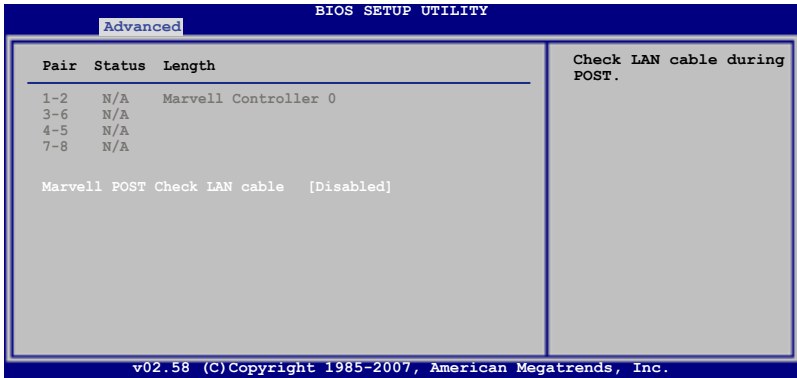 BIOS SETUP UTILITY
Advanced
Pair Status Length
1-2 N/A Marvell Controller 0
3-6 N/A
4-5 N/A
7-8 N/A
Marvell POST Check LAN cable [Disabled]
Check LAN cable during
POST.
v02.58 (C)Copyright 1985-2007, American Megatrends, Inc.